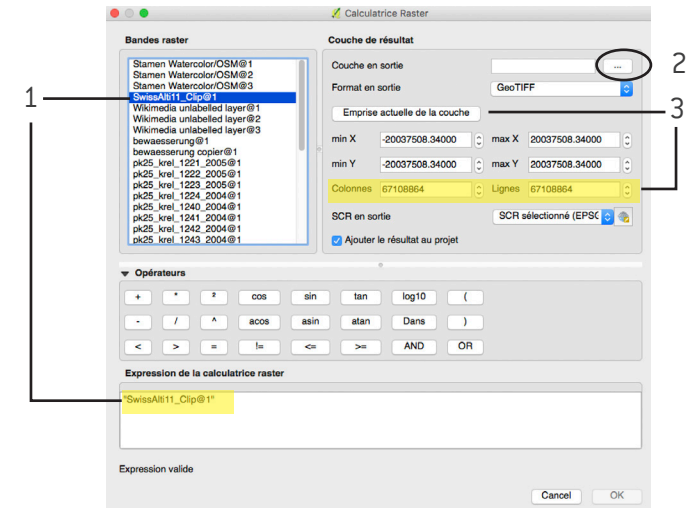 Calculatrice Raster
Bandes raster
Stamen Watercolor/OSM@1
Stamen Watercolor/OSM@2
Stamen Watercolor/OSM@3
SwissAlti11_Clip@1
Wikimedia unlabelled layer@1
Wikimedia unlabelled layer@2
Wikimedia unlabelled layer@3
bewaesserung@1
bewaesserung copier@1
pk25_krel_1221_2005@1
pk25_krel_1222_2005@1
pk25_krel_1223_2005@1
pk25_krel_1224_2004@1
pk25_krel_1240_2004@1
pk25_krel_1241_2004@1
pk25_krel_1242_2004@1
pk25_krel_1243_2004@1
Couche de résultat
Couche en sortie ...
Format en sortie GeoTIFF
Emprise actuelle de la couche
min X -20037508.34000 max X 20037508.34000
min Y -20037508.34000 max Y 20037508.34000
Colonnes 67108864 Lignes 67108864
SCR en sortie SCR sélectionné (EPSG
Ajouter le résultat au projet
1
2
3
Opérateurs
+ * ² cos sin tan log10 (
- / ^ acos asin atan Dans )
< > = != <= >= AND OR
Expression de la calculatrice raster
"SwissAlti11_Clip@1"
Expression valide
Cancel OK